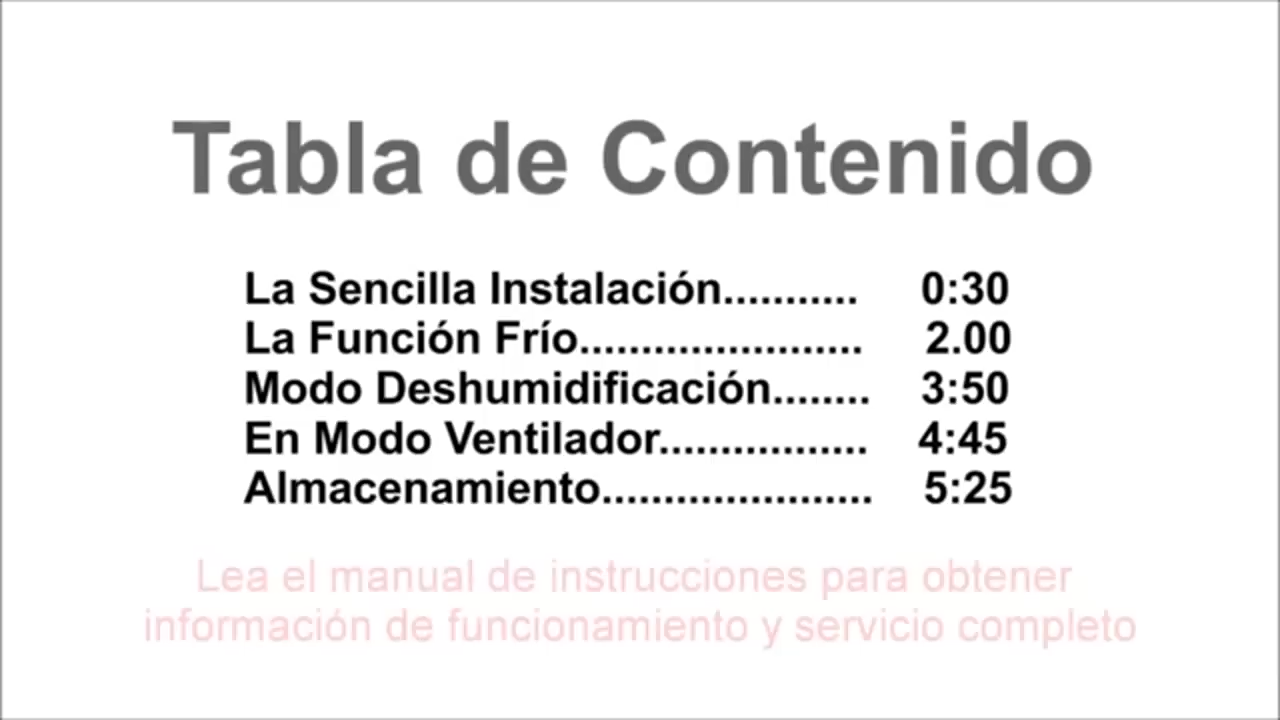 Tabla de Contenido
La Sencilla Instalación........... 0:30
La Función Frío....................... 2.00
Modo Deshumidificación........ 3:50
En Modo Ventilador................. 4:45
Almacenamiento...................... 5:25
Lea el manual de instrucciones para obtener
información de funcionamiento y servicio completo